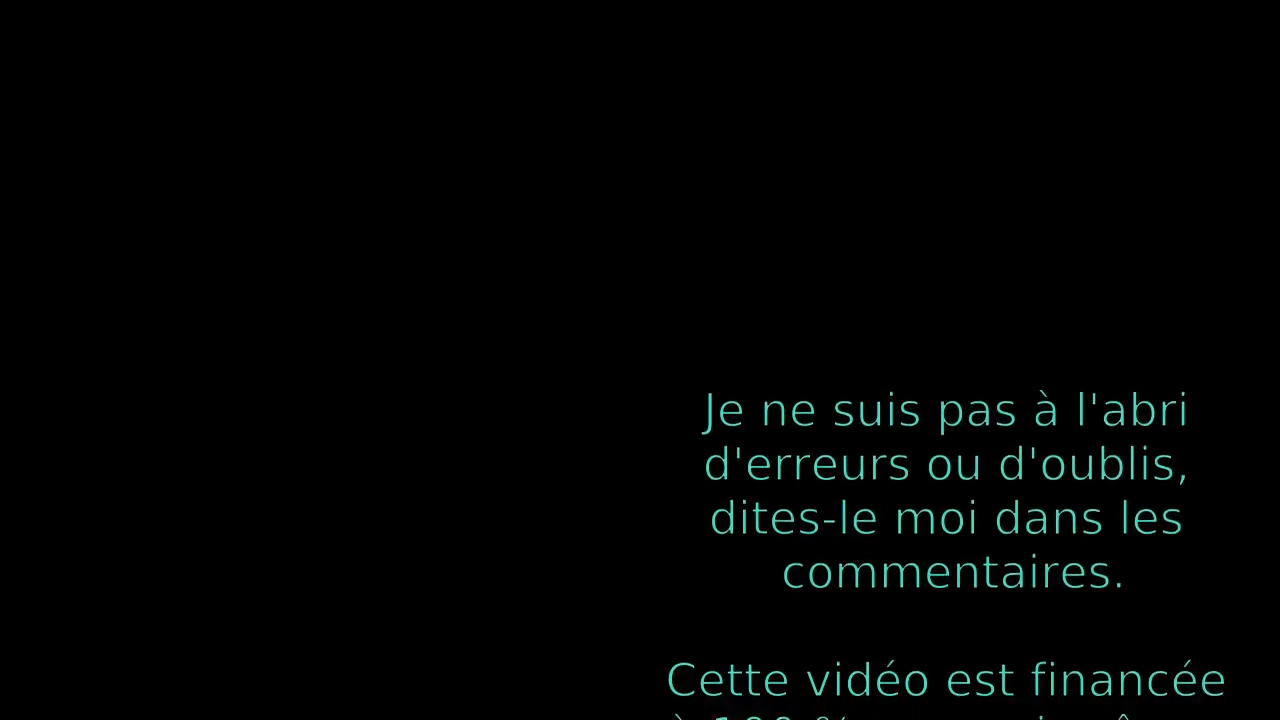 Je ne suis pas à l'abri
d'erreurs ou d'oublis,
dites-le moi dans les
commentaires.
Cette vidéo est financée